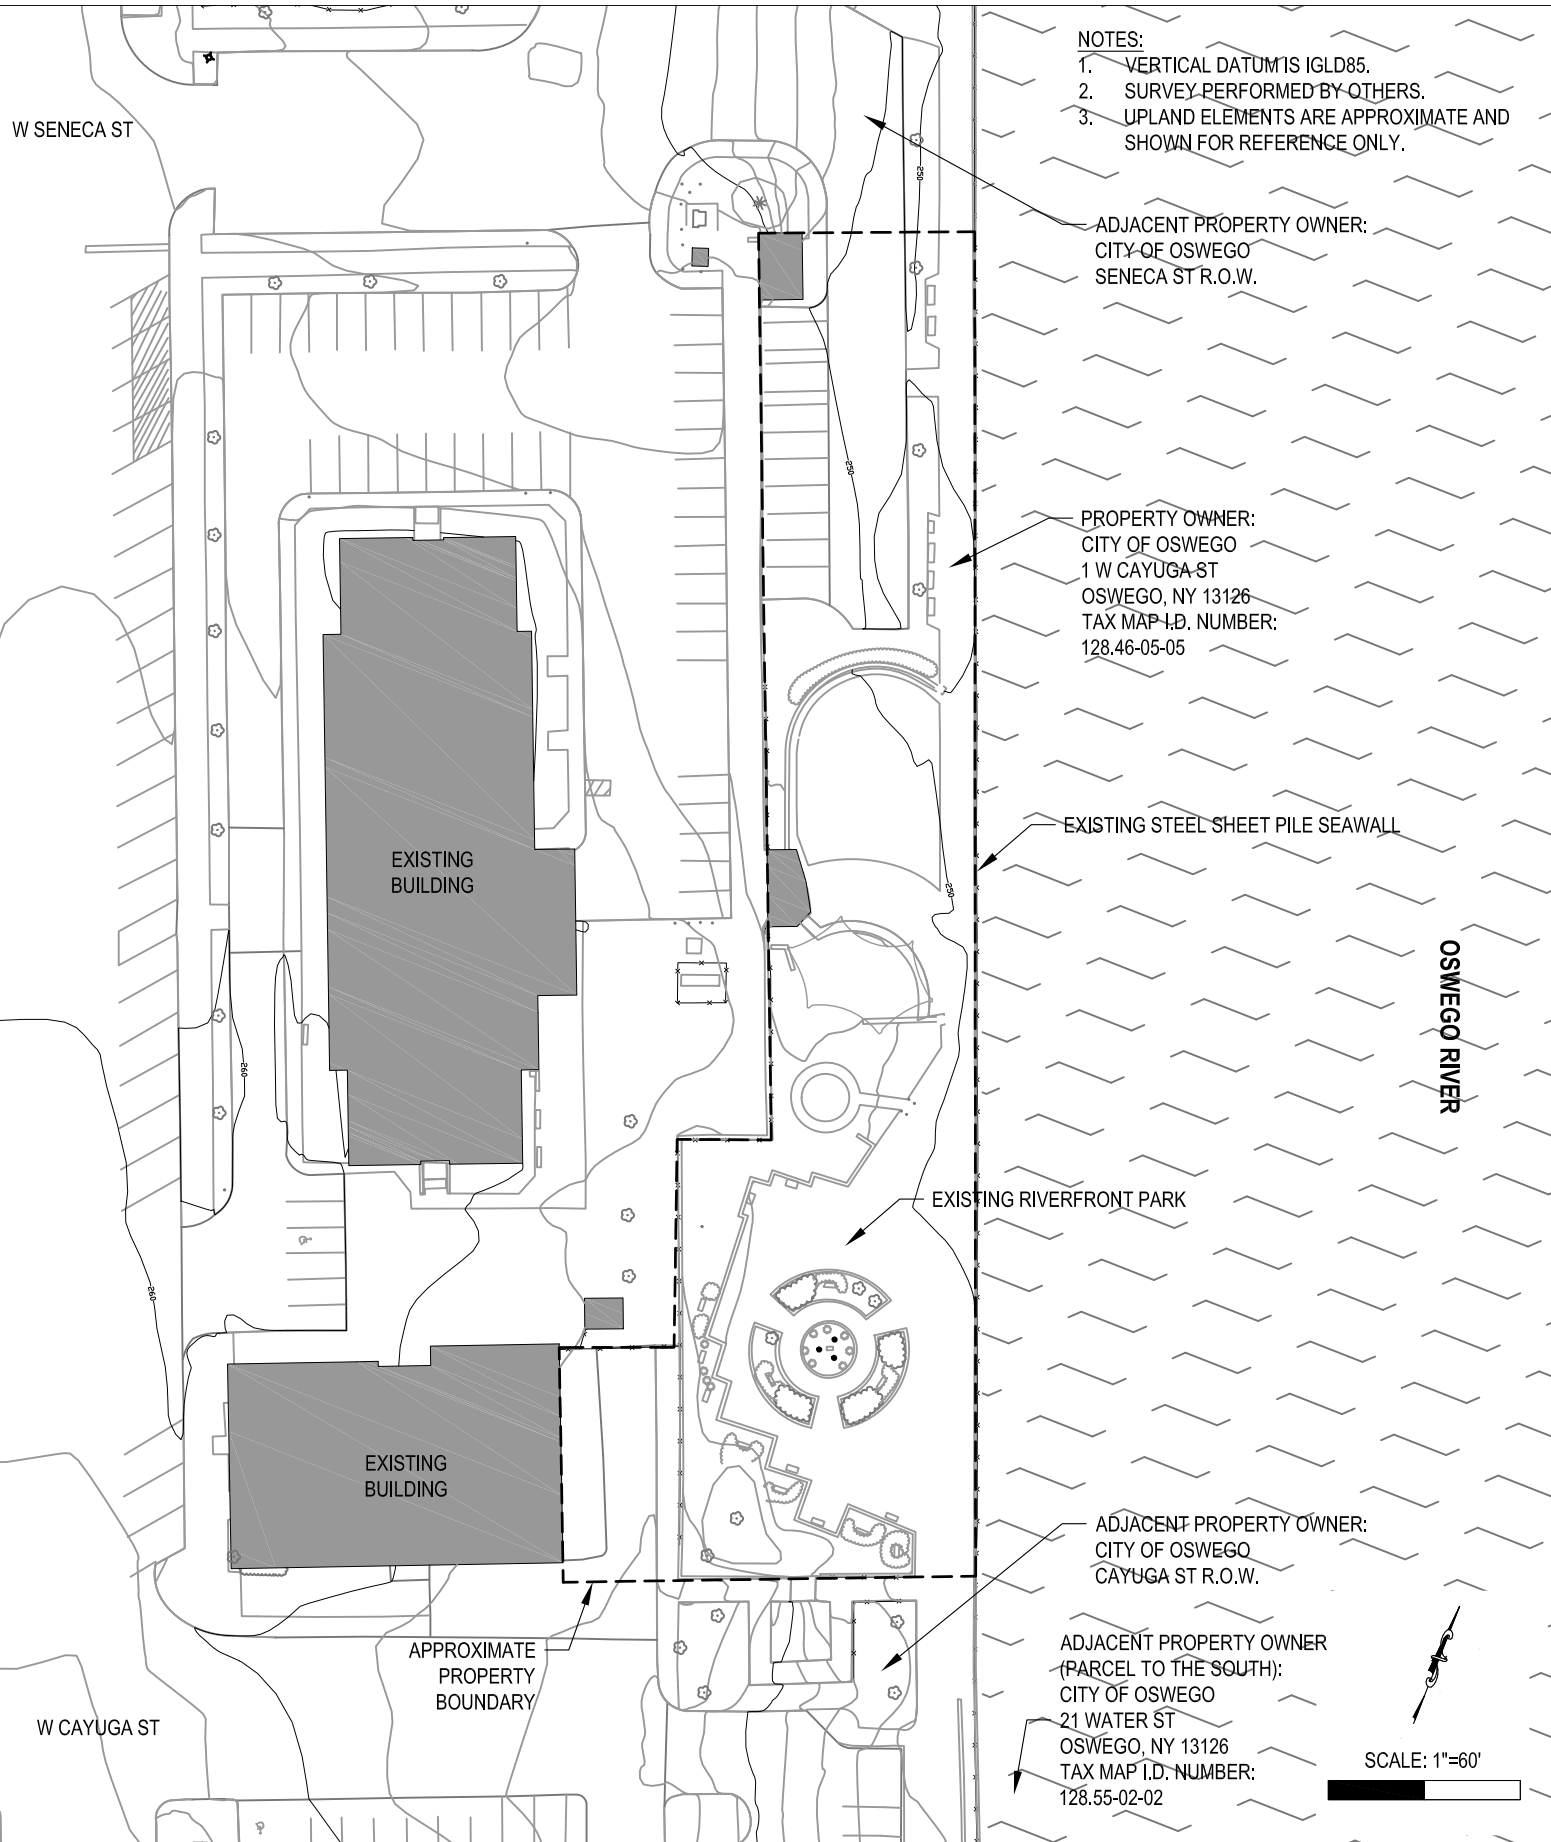 NOTES:
1. VERTICAL DATUM IS IGLD85.
2. SURVEY PERFORMED BY OTHERS.
3. UPLAND ELEMENTS ARE APPROXIMATE AND
SHOWN FOR REFERENCE ONLY.
W SENECA ST
250
ADJACENT PROPERTY OWNER:
CITY OF OSWEGO
SENECA ST R.O.W.
250
PROPERTY OWNER:
CITY OF OSWEGO
1 W CAYUGA ST
OSWEGO, NY 13126
TAX MAP I.D. NUMBER:
128.46-05-05
EXISTING STEEL SHEET PILE SEAWALL
EXISTING
BUILDING
250
OSWEGO RIVER
260
EXISTING RIVERFRONT PARK
260
EXISTING
BUILDING
ADJACENT PROPERTY OWNER:
CITY OF OSWEGO
CAYUGA ST R.O.W.
APPROXIMATE
PROPERTY
BOUNDARY
ADJACENT PROPERTY OWNER
(PARCEL TO THE SOUTH):
CITY OF OSWEGO
21 WATER ST
OSWEGO, NY 13126
TAX MAP I.D. NUMBER:
128.55-02-02
W CAYUGA ST
SCALE: 1"=60'